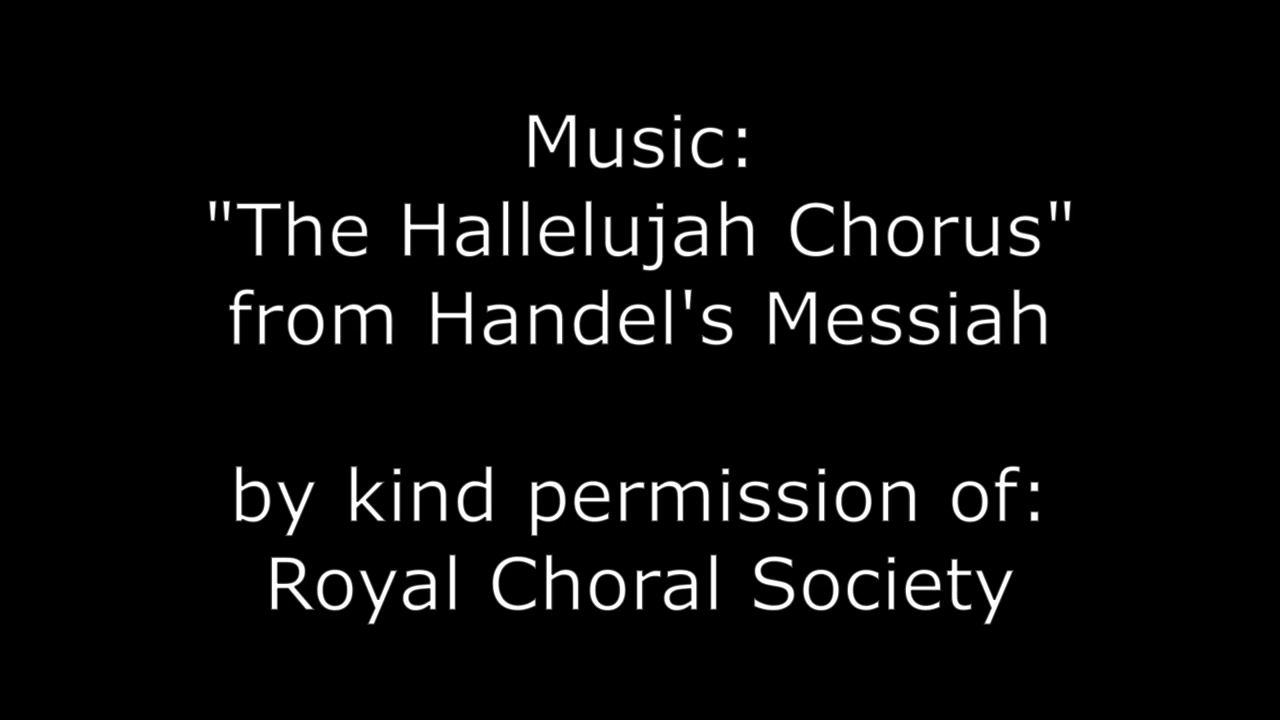 Music:
"The Hallelujah Chorus"
from Handel's Messiah
by kind permission of:
Royal Choral Society